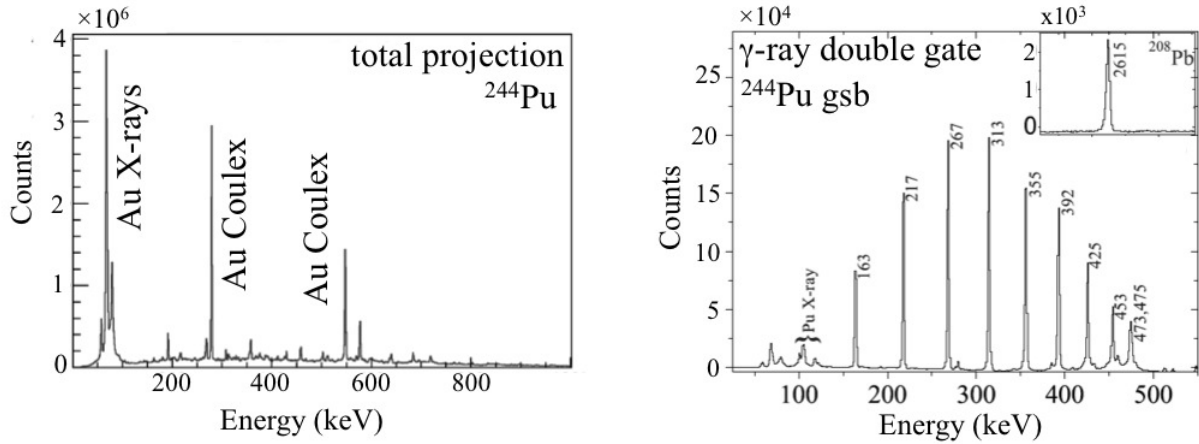 ×10⁶
total projection
²⁴⁴Pu
Au X-rays
Au Coulex
Au Coulex
4
3
2
1
0
Counts
200
400
600
800
Energy (keV)
×10⁴
γ-ray double gate
²⁴⁴Pu gsb
x10³
²⁰⁸Pb
2615
2
1
0
25
20
15
10
5
0
Counts
Pu X-ray
163
217
267
313
355
392
425
453
473,475
100
200
300
400
500
Energy (keV)